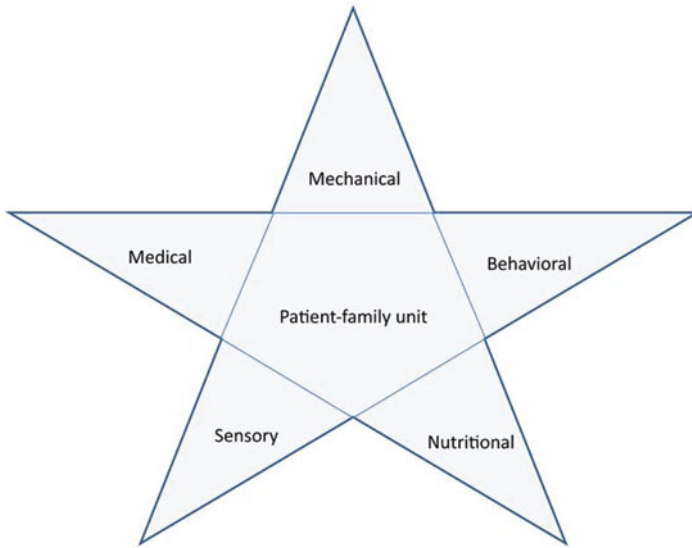 Mechanical
Medical
Behavioral
Patient-family unit
Sensory
Nutritional